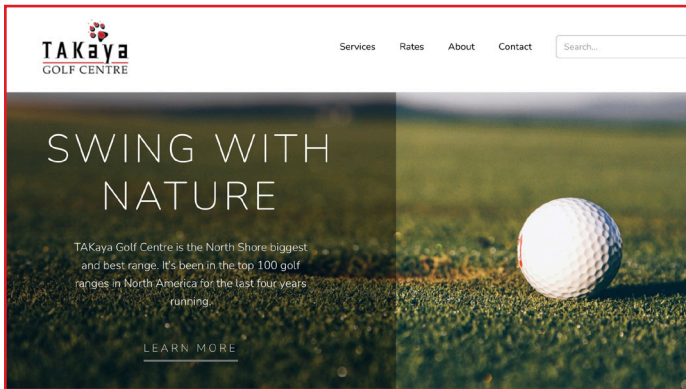 TAKaya
GOLF CENTRE
Services Rates About Contact Search...
SWING WITH
NATURE
TAKaya Golf Centre is the North Shore biggest
and best range. It's been in the top 100 golf
ranges in North America for the last four years
running.
LEARN MORE